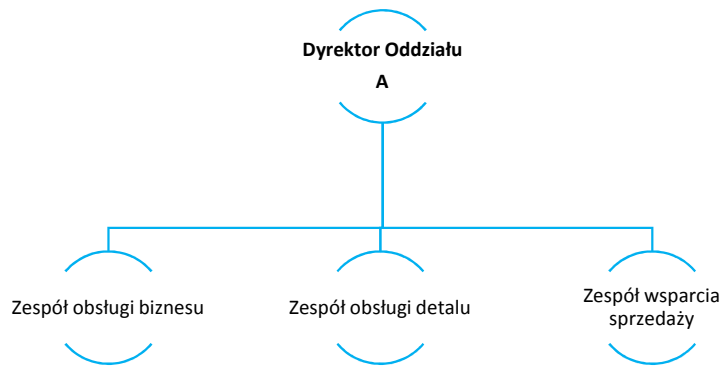 Dyrektor Oddziału
A
Zespół obsługi biznesu
Zespół obsługi detalu
Zespół wsparcia
sprzedaży